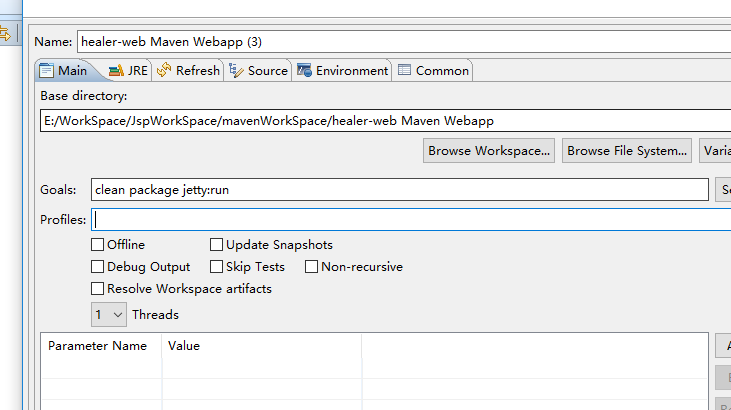 Name: healer-web Maven Webapp (3)
Main JRE Refresh Source Environment Common
Base directory:
E:/WorkSpace/JspWorkSpace/mavenWorkSpace/healer-web Maven Webapp
Browse Workspace... Browse File System... Varia
Goals: clean package jetty:run
Profiles:
Offline Update Snapshots
Debug Output Skip Tests Non-recursive
Resolve Workspace artifacts
1 Threads
Parameter Name Value